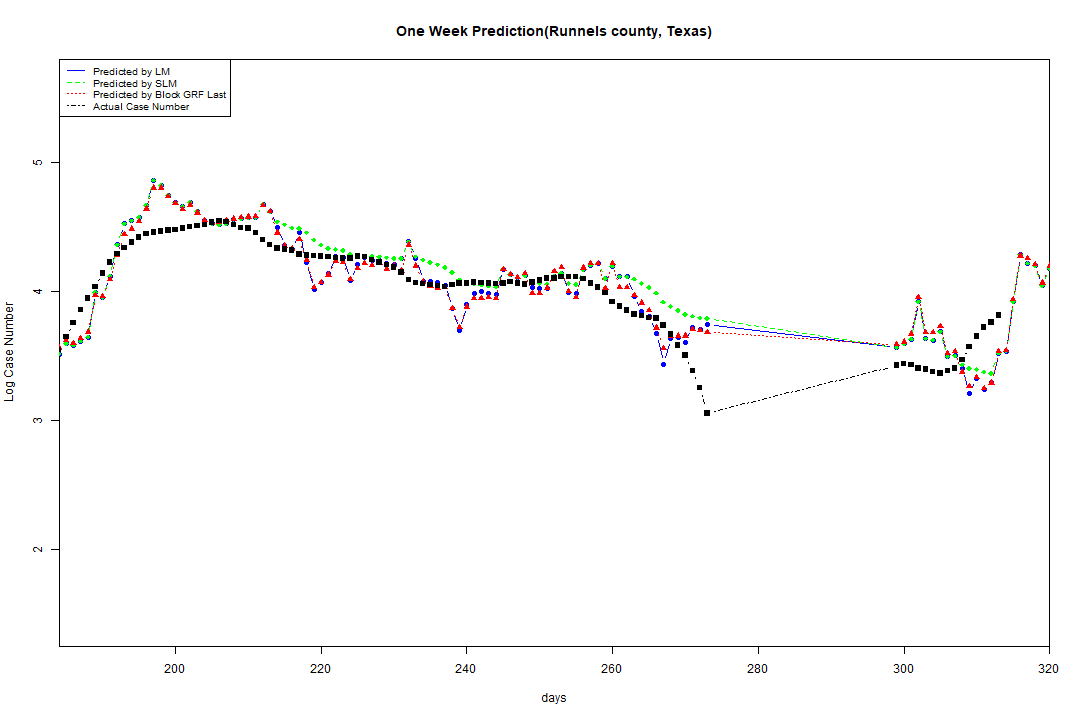 One Week Prediction(Runnels county, Texas)
Predicted by LM
Predicted by SLM
Predicted by Block GRF Last
Actual Case Number
5
4
3
2
Log Case Number
200 220 240 260 280 300 320
days